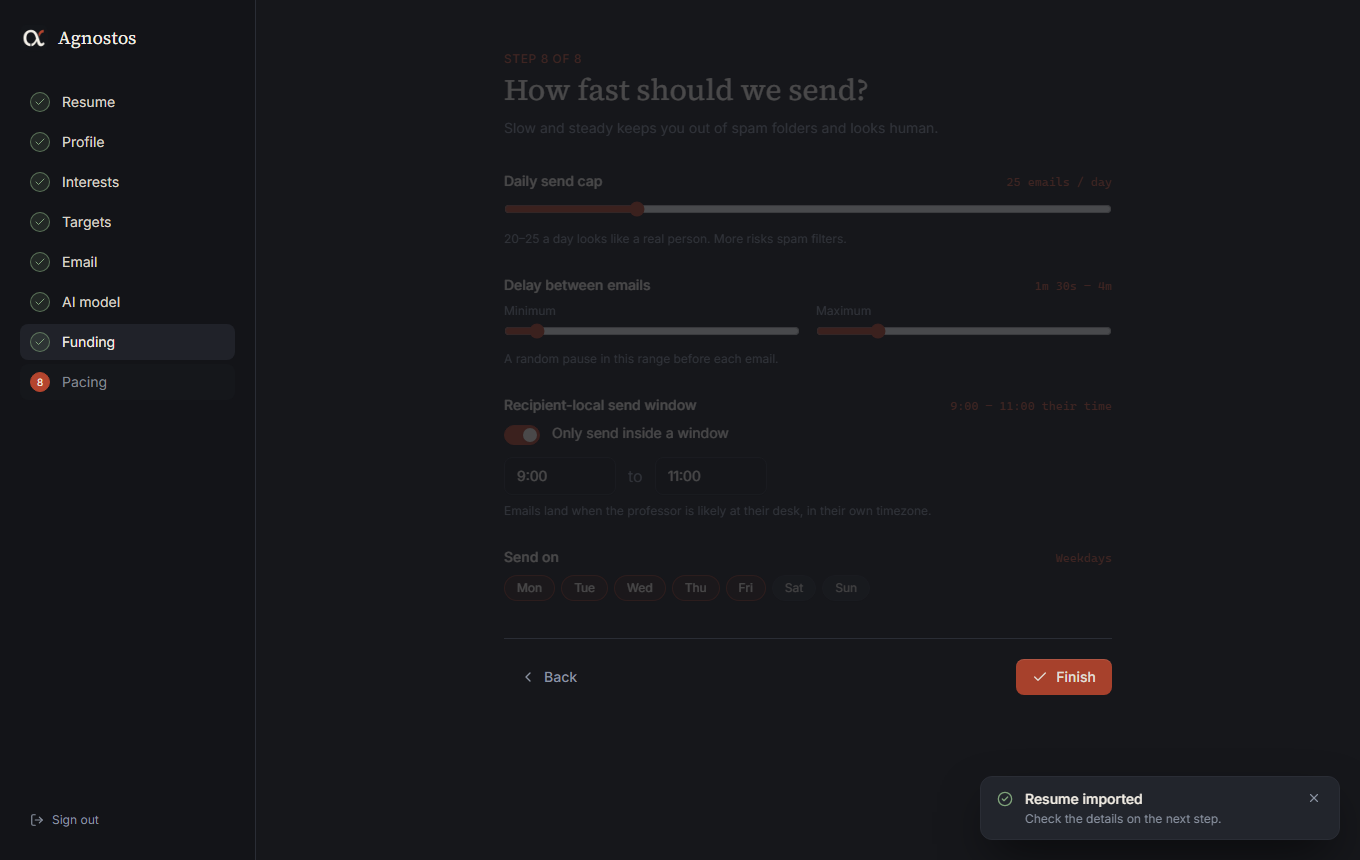 Agnostos
Resume
Profile
Interests
Targets
Email
AI model
Funding
8 Pacing
Sign out
STEP 8 OF 8
How fast should we send?
Slow and steady keeps you out of spam folders and looks human.
Daily send cap 25 emails / day
20–25 a day looks like a real person. More risks spam filters.
Delay between emails 1m 30s – 4m
Minimum Maximum
A random pause in this range before each email.
Recipient-local send window 9:00 – 11:00 their time
Only send inside a window
9:00 to 11:00
Emails land when the professor is likely at their desk, in their own timezone.
Send on Weekdays
Mon Tue Wed Thu Fri Sat Sun
Back Finish
Resume imported
Check the details on the next step.